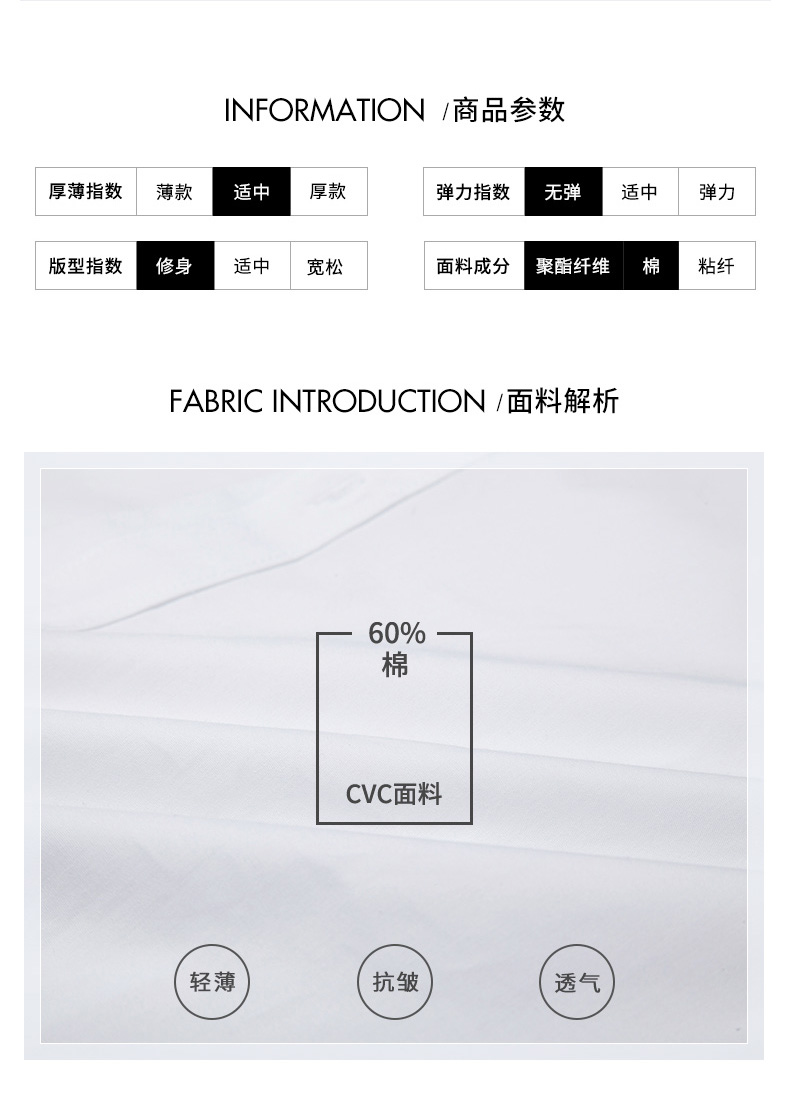 INFORMATION /商品参数
厚薄指数 薄款 适中 厚款 弹力指数 无弹 适中 弹力
版型指数 修身 适中 宽松 面料成分 聚酯纤维 棉 粘纤
FABRIC INTRODUCTION /面料解析
60%
棉
CVC面料
轻薄 抗皱 透气